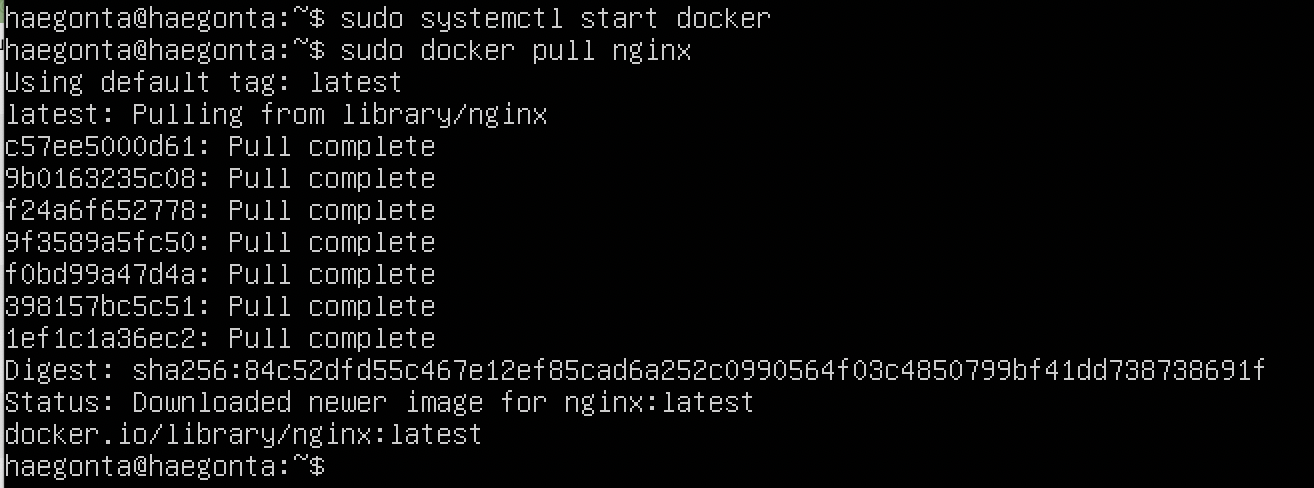 haegonta@haegonta:~$ sudo systemctl start docker
haegonta@haegonta:~$ sudo docker pull nginx
Using default tag: latest
latest: Pulling from library/nginx
c57ee5000d61: Pull complete
9b0163235c08: Pull complete
f24a6f652778: Pull complete
9f3589a5fc50: Pull complete
f0bd99a47d4a: Pull complete
398157bc5c51: Pull complete
1ef1c1a36ec2: Pull complete
Digest: sha256:84c52dfd55c467e12ef85cad6a252c0990564f03c4850799bf41dd738738691f
Status: Downloaded newer image for nginx:latest
docker.io/library/nginx:latest
haegonta@haegonta:~$